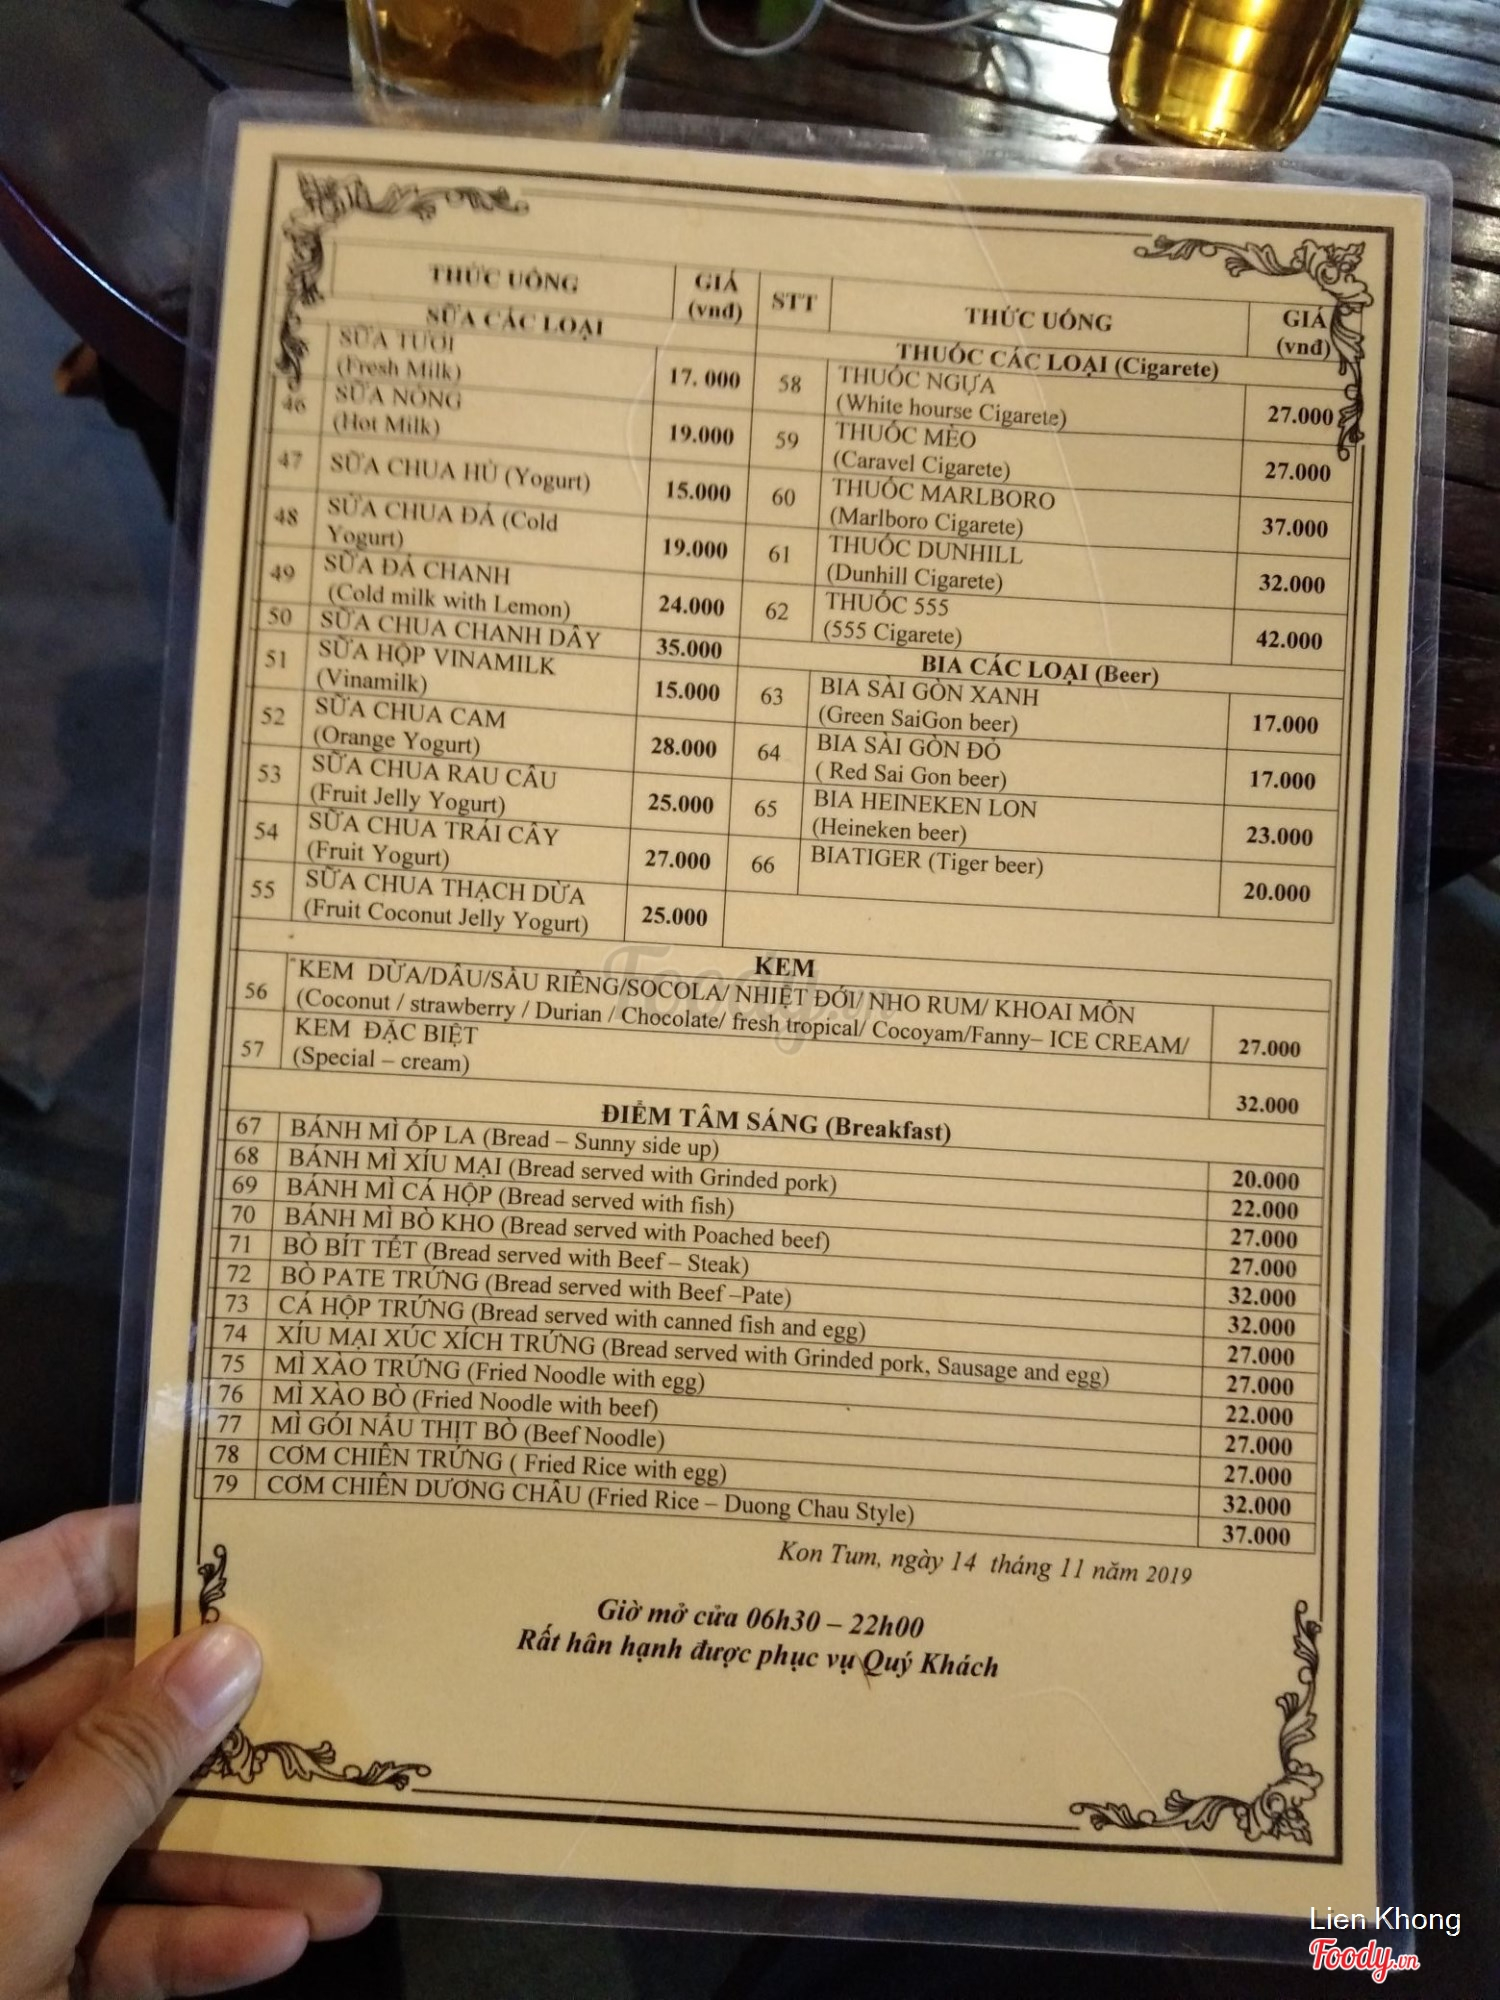 THỨC UỐNG
GIÁ
(vnđ)
SỮA CÁC LOẠI
SỮA TƯƠI
(Fresh Milk)
17. 000
46
SỮA NÓNG
(Hot Milk)
19.000
47
SỮA CHUA HỦ (Yogurt)
15.000
48
SỮA CHUA ĐÁ (Cold
Yogurt)
19.000
49
SỮA ĐÁ CHANH
(Cold milk with Lemon)
24.000
50
SỮA CHUA CHANH DÂY
35.000
51
SỮA HỘP VINAMILK
(Vinamilk)
15.000
52
SỮA CHUA CAM
(Orange Yogurt)
28.000
53
SỮA CHUA RAU CÂU
(Fruit Jelly Yogurt)
25.000
54
SỮA CHUA TRÁI CÂY
(Fruit Yogurt)
27.000
55
SỮA CHUA THẠCH DỪA
(Fruit Coconut Jelly Yogurt)
25.000
STT
THỨC UỐNG
GIÁ
(vnđ)
THUỐC CÁC LOẠI (Cigarete)
58
THUỐC NGỰA
(White hourse Cigarete)
27.000
59
THUỐC MÈO
(Caravel Cigarete)
27.000
60
THUỐC MARLBORO
(Marlboro Cigarete)
37.000
61
THUỐC DUNHILL
(Dunhill Cigarete)
32.000
62
THUỐC 555
(555 Cigarete)
42.000
BIA CÁC LOẠI (Beer)
63
BIA SÀI GÒN XANH
(Green SaiGon beer)
17.000
64
BIA SÀI GÒN ĐỎ
( Red Sai Gon beer)
17.000
65
BIA HEINEKEN LON
(Heineken beer)
23.000
66
BIATIGER (Tiger beer)
20.000
KEM
56
KEM DỪA/DÂU/SẦU RIÊNG/SOCOLA/ NHIỆT ĐỚI/ NHO RUM/ KHOAI MÔN
(Coconut / strawberry / Durian / Chocolate/ fresh tropical/ Cocoyam/Fanny– ICE CREAM/
27.000
57
KEM ĐẶC BIỆT
(Special – cream)
32.000
ĐIỂM TÂM SÁNG (Breakfast)
67 BÁNH MÌ ỐP LA (Bread – Sunny side up) 20.000
68 BÁNH MÌ XÍU MẠI (Bread served with Grinded pork) 22.000
69 BÁNH MÌ CÁ HỘP (Bread served with fish) 27.000
70 BÁNH MÌ BÒ KHO (Bread served with Poached beef) 27.000
71 BÒ BÍT TẾT (Bread served with Beef – Steak) 32.000
72 BÒ PATE TRỨNG (Bread served with Beef –Pate) 32.000
73 CÁ HỘP TRỨNG (Bread served with canned fish and egg) 27.000
74 XÍU MẠI XÚC XÍCH TRỨNG (Bread served with Grinded pork, Sausage and egg) 27.000
75 MÌ XÀO TRỨNG (Fried Noodle with egg) 22.000
76 MÌ XÀO BÒ (Fried Noodle with beef) 27.000
77 MÌ GÓI NẤU THỊT BÒ (Beef Noodle) 27.000
78 CƠM CHIÊN TRỨNG ( Fried Rice with egg) 32.000
79 CƠM CHIÊN DƯƠNG CHÂU (Fried Rice – Duong Chau Style) 37.000
Kon Tum, ngày 14 tháng 11 năm 2019
Giờ mở cửa 06h30 – 22h00
Rất hân hạnh được phục vụ Quý Khách
Foody.vn
Lien Khong
Foody.vn